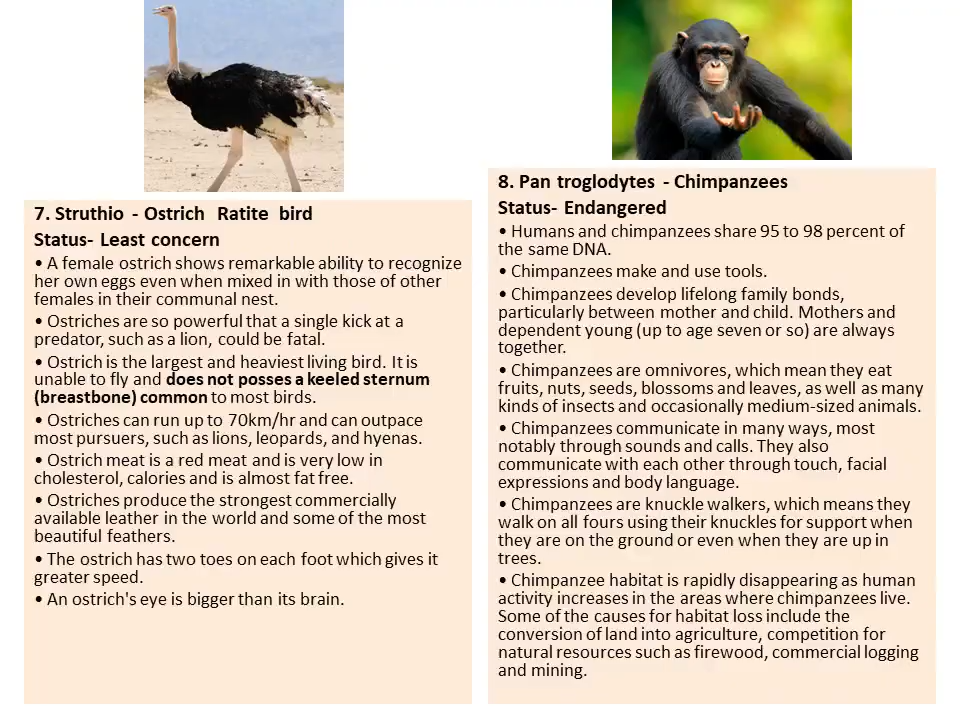 7. Struthio - Ostrich Ratite bird
Status- Least concern
• A female ostrich shows remarkable ability to recognize
her own eggs even when mixed in with those of other
females in their communal nest.
• Ostriches are so powerful that a single kick at a
predator, such as a lion, could be fatal.
• Ostrich is the largest and heaviest living bird. It is
unable to fly and does not posses a keeled sternum
(breastbone) common to most birds.
• Ostriches can run up to 70km/hr and can outpace
most pursuers, such as lions, leopards, and hyenas.
• Ostrich meat is a red meat and is very low in
cholesterol, calories and is almost fat free.
• Ostriches produce the strongest commercially
available leather in the world and some of the most
beautiful feathers.
• The ostrich has two toes on each foot which gives it
greater speed.
• An ostrich's eye is bigger than its brain.
8. Pan troglodytes - Chimpanzees
Status- Endangered
• Humans and chimpanzees share 95 to 98 percent of
the same DNA.
• Chimpanzees make and use tools.
• Chimpanzees develop lifelong family bonds,
particularly between mother and child. Mothers and
dependent young (up to age seven or so) are always
together.
• Chimpanzees are omnivores, which mean they eat
fruits, nuts, seeds, blossoms and leaves, as well as many
kinds of insects and occasionally medium-sized animals.
• Chimpanzees communicate in many ways, most
notably through sounds and calls. They also
communicate with each other through touch, facial
expressions and body language.
• Chimpanzees are knuckle walkers, which means they
walk on all fours using their knuckles for support when
they are on the ground or even when they are up in
trees.
• Chimpanzee habitat is rapidly disappearing as human
activity increases in the areas where chimpanzees live.
Some of the causes for habitat loss include the
conversion of land into agriculture, competition for
natural resources such as firewood, commercial logging
and mining.